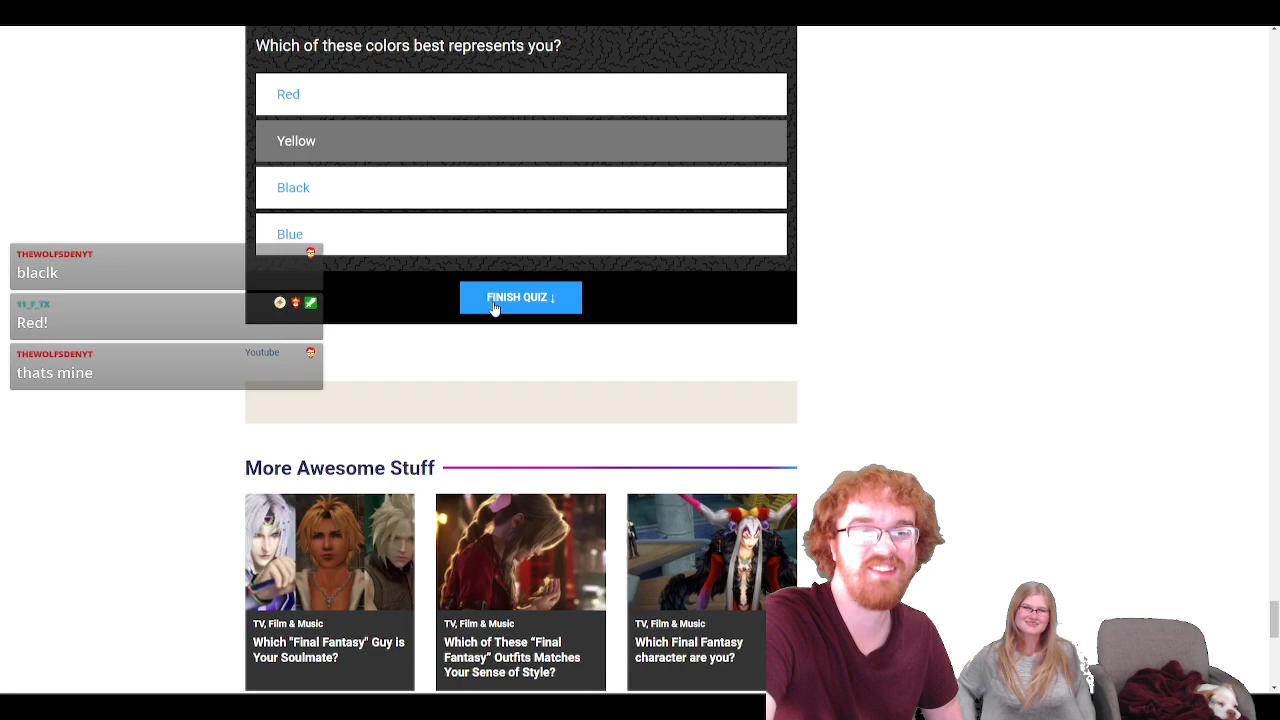 Which of these colors best represents you?
Red
Yellow
Black
Blue
THEWOLFSDENYT
blaclk
11_F_TX
Red!
THEWOLFSDENYT Youtube
thats mine
FINISH QUIZ ↓
More Awesome Stuff
TV, Film & Music
Which "Final Fantasy" Guy is
Your Soulmate?
TV, Film & Music
Which of These “Final
Fantasy” Outfits Matches
Your Sense of Style?
TV, Film & Music
Which Final Fantasy
character are you?